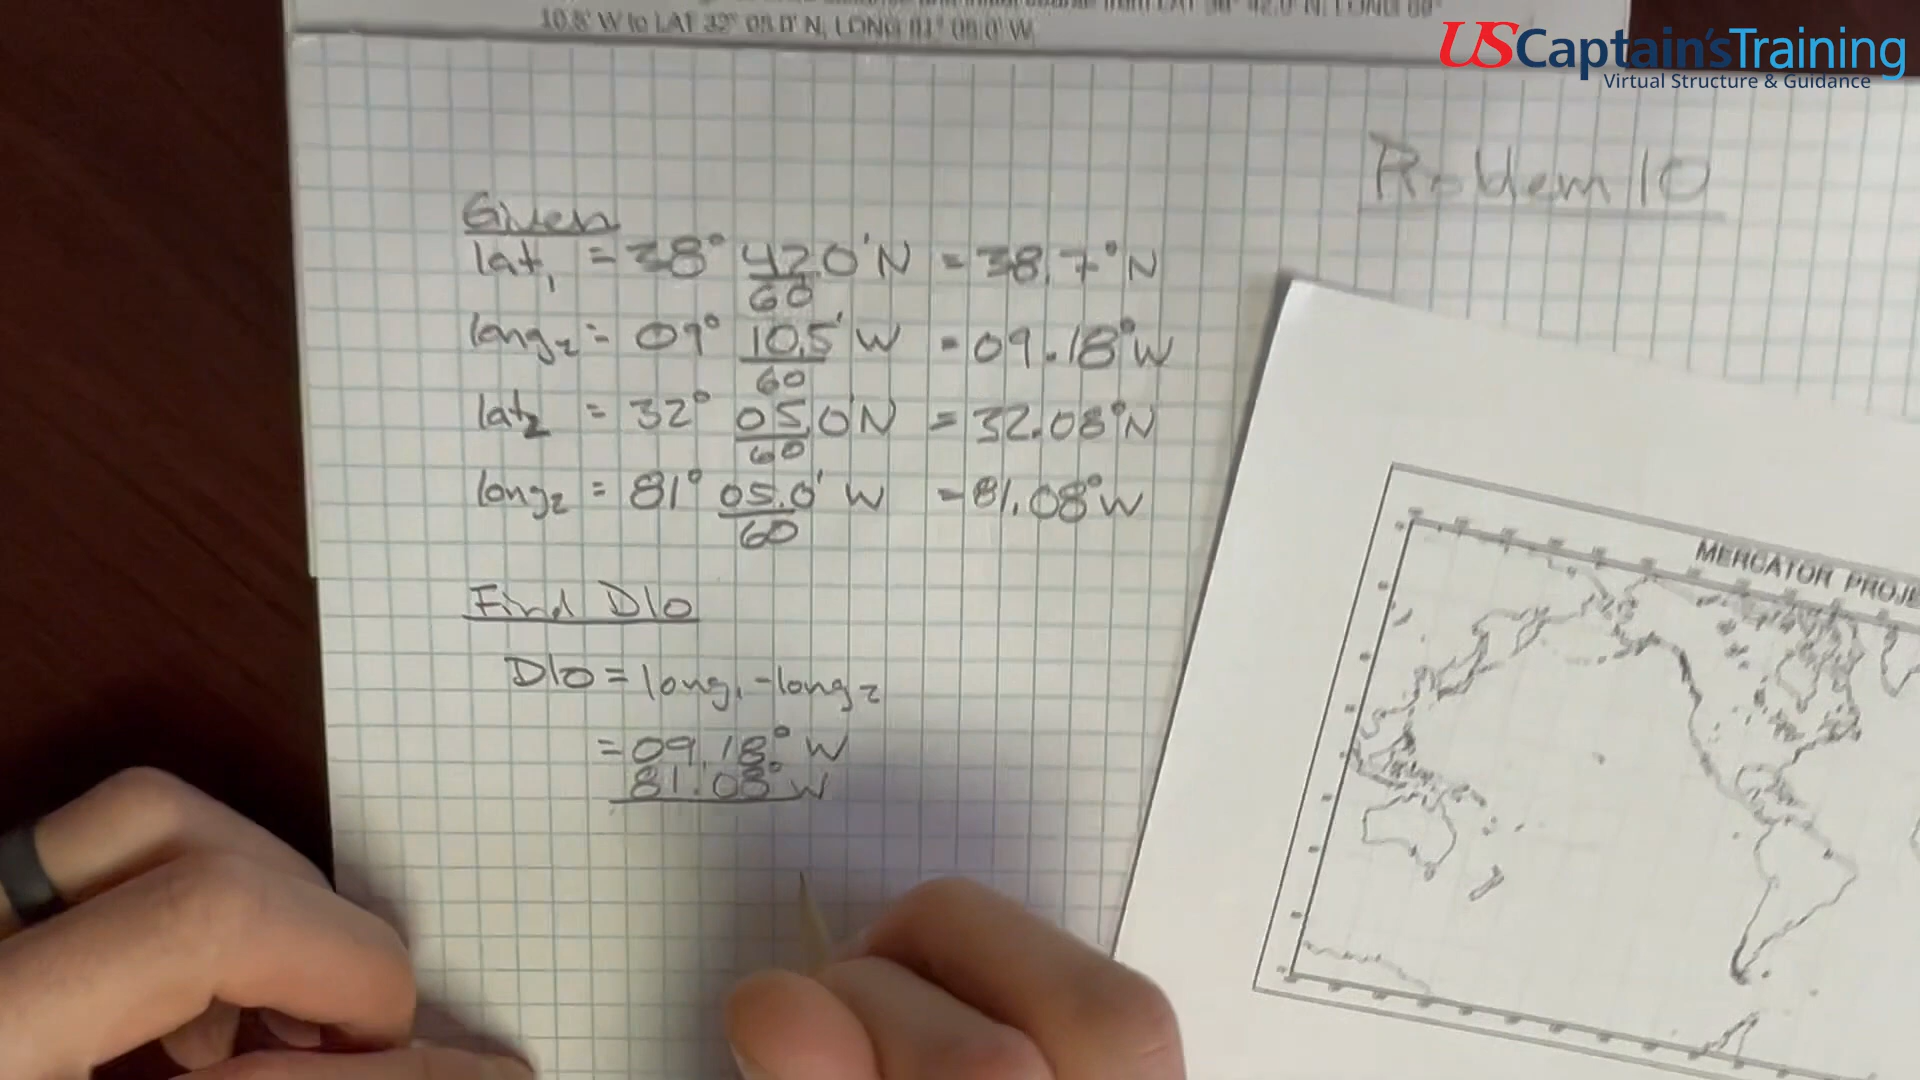 10.8' W to LAT 32° 05.0' N, LONG 81° 05.0' W.
USCaptain'sTraining
Virtual Structure & Guidance
Problem 10
Given
lat₁ = 38° 42.0'N = 38.7°N
60
long₂ = 09° 10.5' W = 09.18°W
60
lat₂ = 32° 05.0'N = 32.08°N
60
long₂ = 81° 05.0' W = 81.08°W
60
Find Dlo
Dlo = long₁ - long₂
= 09.18° W
81.08° W
MERCATOR PROJE